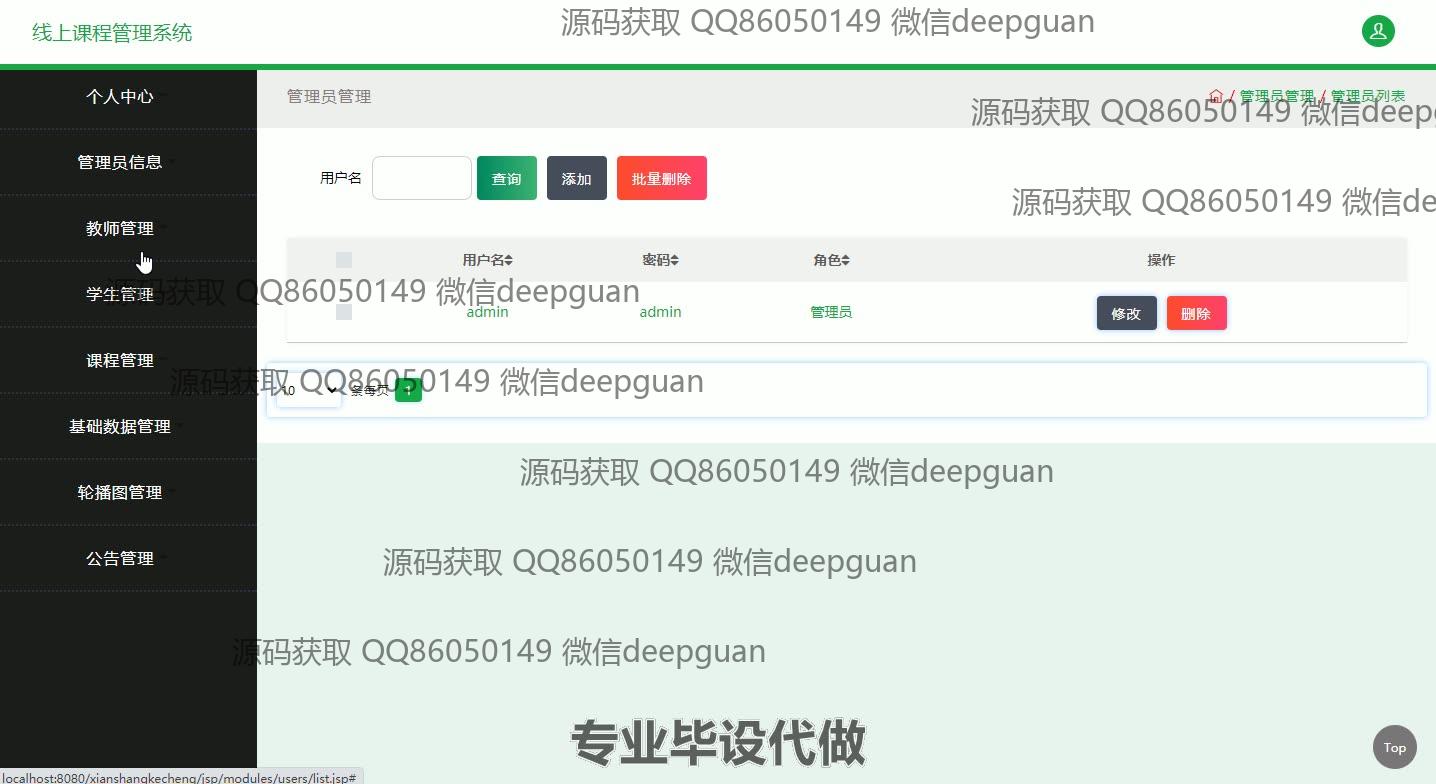 线上课程管理系统
源码获取 QQ86050149 微信deepguan
个人中心
管理员信息
教师管理
学生管理
课程管理
基础数据管理
轮播图管理
公告管理
管理员管理
/ 管理员管理 / 管理员列表
源码获取 QQ86050149 微信deepg
用户名
查询
添加
批量删除
源码获取 QQ86050149 微信de
用户名 密码 角色 操作
源码获取 QQ86050149 微信deepguan
admin admin 管理员 修改 删除
源码获取 QQ86050149 微信deepguan
10 条每页 1
源码获取 QQ86050149 微信deepguan
源码获取 QQ86050149 微信deepguan
源码获取 QQ86050149 微信deepguan
专业毕设代做
Top
localhost:8080/xianshangkecheng/jsp/modules/users/list.jsp#